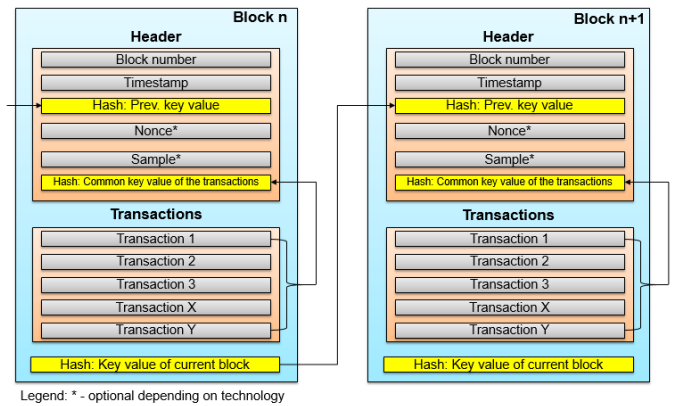 Block n
Header
Block number
Timestamp
Hash: Prev. key value
Nonce*
Sample*
Hash: Common key value of the transactions
Transactions
Transaction 1
Transaction 2
Transaction 3
Transaction X
Transaction Y
Hash: Key value of current block
Block n+1
Header
Block number
Timestamp
Hash: Prev. key value
Nonce*
Sample*
Hash: Common key value of the transactions
Transactions
Transaction 1
Transaction 2
Transaction 3
Transaction X
Transaction Y
Hash: Key value of current block
Legend: * - optional depending on technology